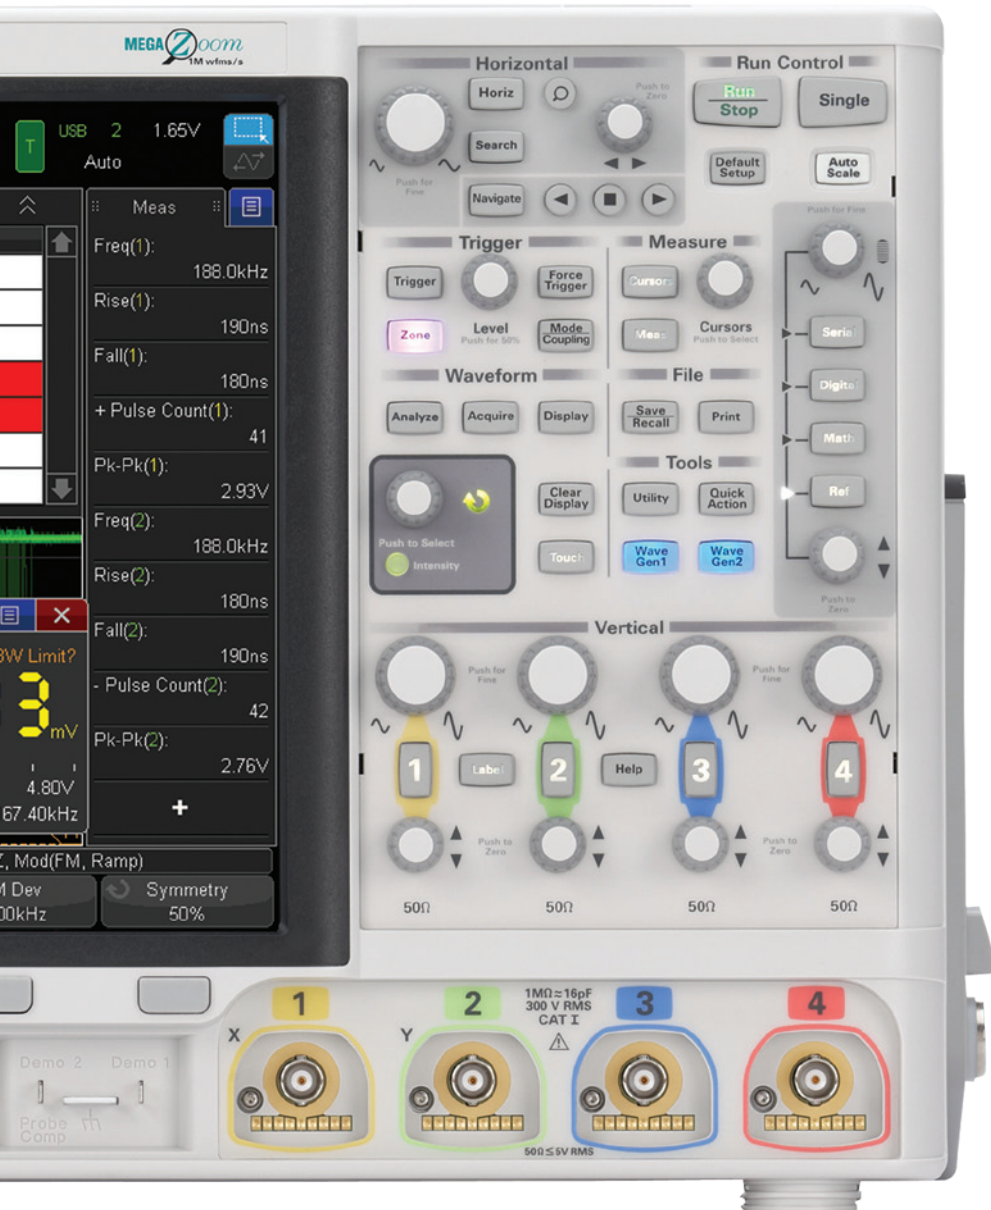 MEGA Zoom
1M wfms/s
T
USB 2 1.65V
Auto
Meas
Freq(1):
188.0kHz
Rise(1):
190ns
Fall(1):
180ns
+ Pulse Count(1):
41
Pk-Pk(1):
2.93V
Freq(2):
188.0kHz
Rise(2):
180ns
Fall(2):
190ns
- Pulse Count(2):
42
Pk-Pk(2):
2.76V
+
BW Limit?
3 mV
4.80V
67.40kHz
Z, Mod(FM, Ramp)
M Dev
00kHz
Symmetry
50%
Horizontal
Horiz
Push to
Zero
Search
Push for
Fine
Navigate
Run Control
Run
Stop
Single
Default
Setup
Auto
Scale
Push for Fine
Trigger
Trigger
Force
Trigger
Zone
Level
Push for 50%
Mode
Coupling
Measure
Cursors
Meas
Cursors
Push to Select
Serial
Digital
Math
Ref
Push to
Zero
Waveform
Analyze
Acquire
Display
File
Save
Recall
Print
Tools
Clear
Display
Utility
Quick
Action
Push to Select
Intensity
Touch
Wave
Gen1
Wave
Gen2
Vertical
Push for
Fine
Push for
Fine
1
Label
2
Help
3
4
Push to
Zero
Push to
Zero
50Ω
50Ω
50Ω
50Ω
1
2
1MΩ≈16pF
300 V RMS
CAT I
3
4
X
Y
Demo 2
Demo 1
Probe
Comp
50Ω≤5V RMS